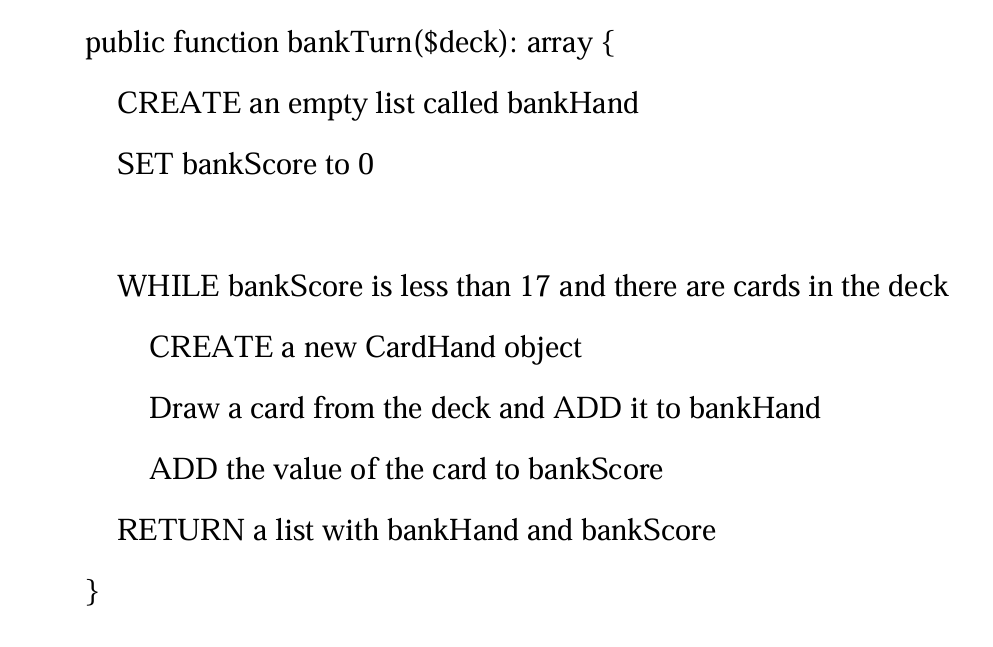 public function bankTurn($deck): array {
CREATE an empty list called bankHand
SET bankScore to 0
WHILE bankScore is less than 17 and there are cards in the deck
CREATE a new CardHand object
Draw a card from the deck and ADD it to bankHand
ADD the value of the card to bankScore
RETURN a list with bankHand and bankScore
}